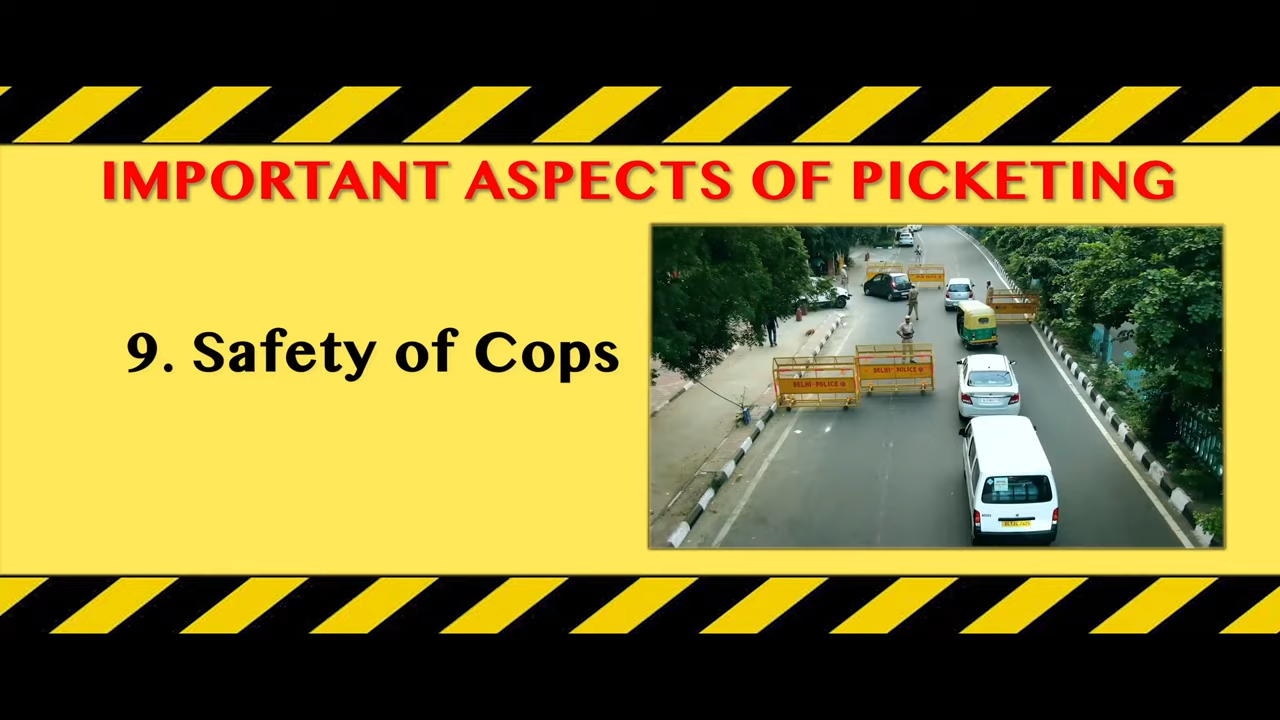 IMPORTANT ASPECTS OF PICKETING
9. Safety of Cops
DELHI POLICE
DELHI POLICE